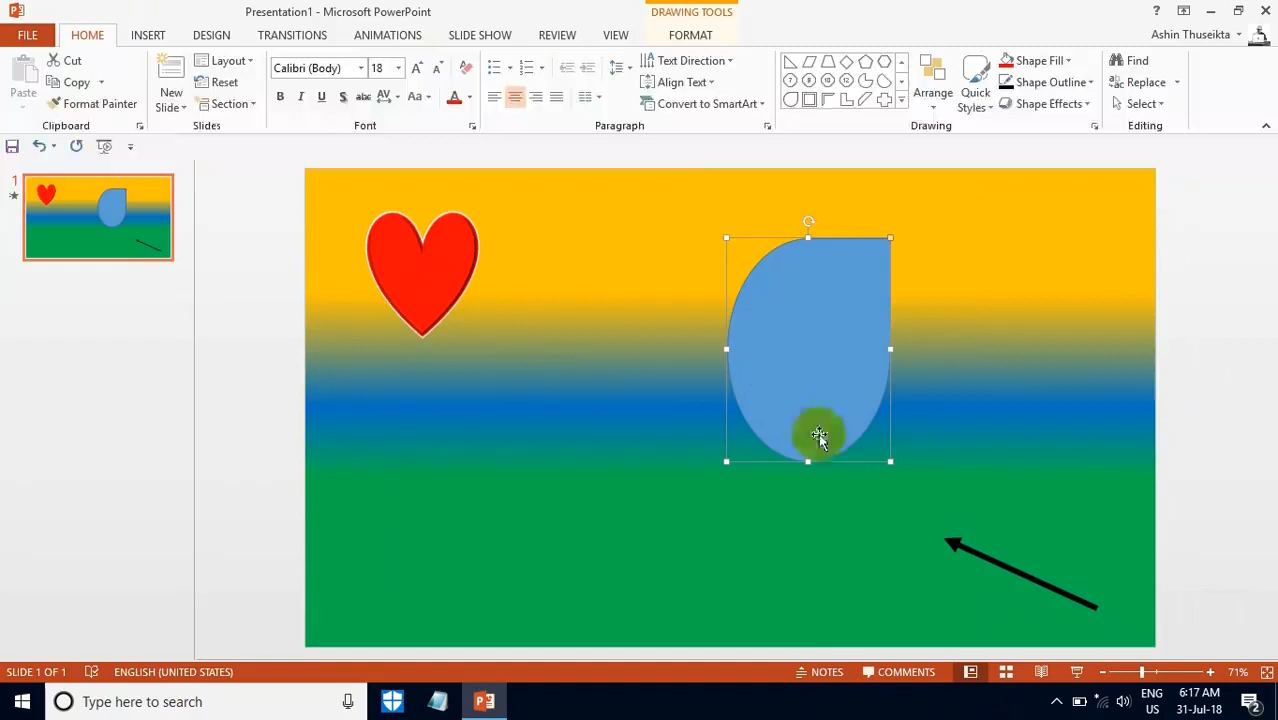 Presentation1 - Microsoft PowerPoint
DRAWING TOOLS
?
FILE HOME INSERT DESIGN TRANSITIONS ANIMATIONS SLIDE SHOW REVIEW VIEW FORMAT Ashin Thuseikta
Paste
Cut
Copy
Format Painter
Clipboard
New
Slide
Layout
Reset
Section
Slides
Calibri (Body) 18
B I U S AV Aa A
Font
Text Direction
Align Text
Convert to SmartArt
Paragraph
Arrange
Quick
Styles
Shape Fill
Shape Outline
Shape Effects
Drawing
Find
Replace
Select
Editing
1
SLIDE 1 OF 1 ENGLISH (UNITED STATES) NOTES COMMENTS 71%
Type here to search
ENG
US
6:17 AM
31-Jul-18
2